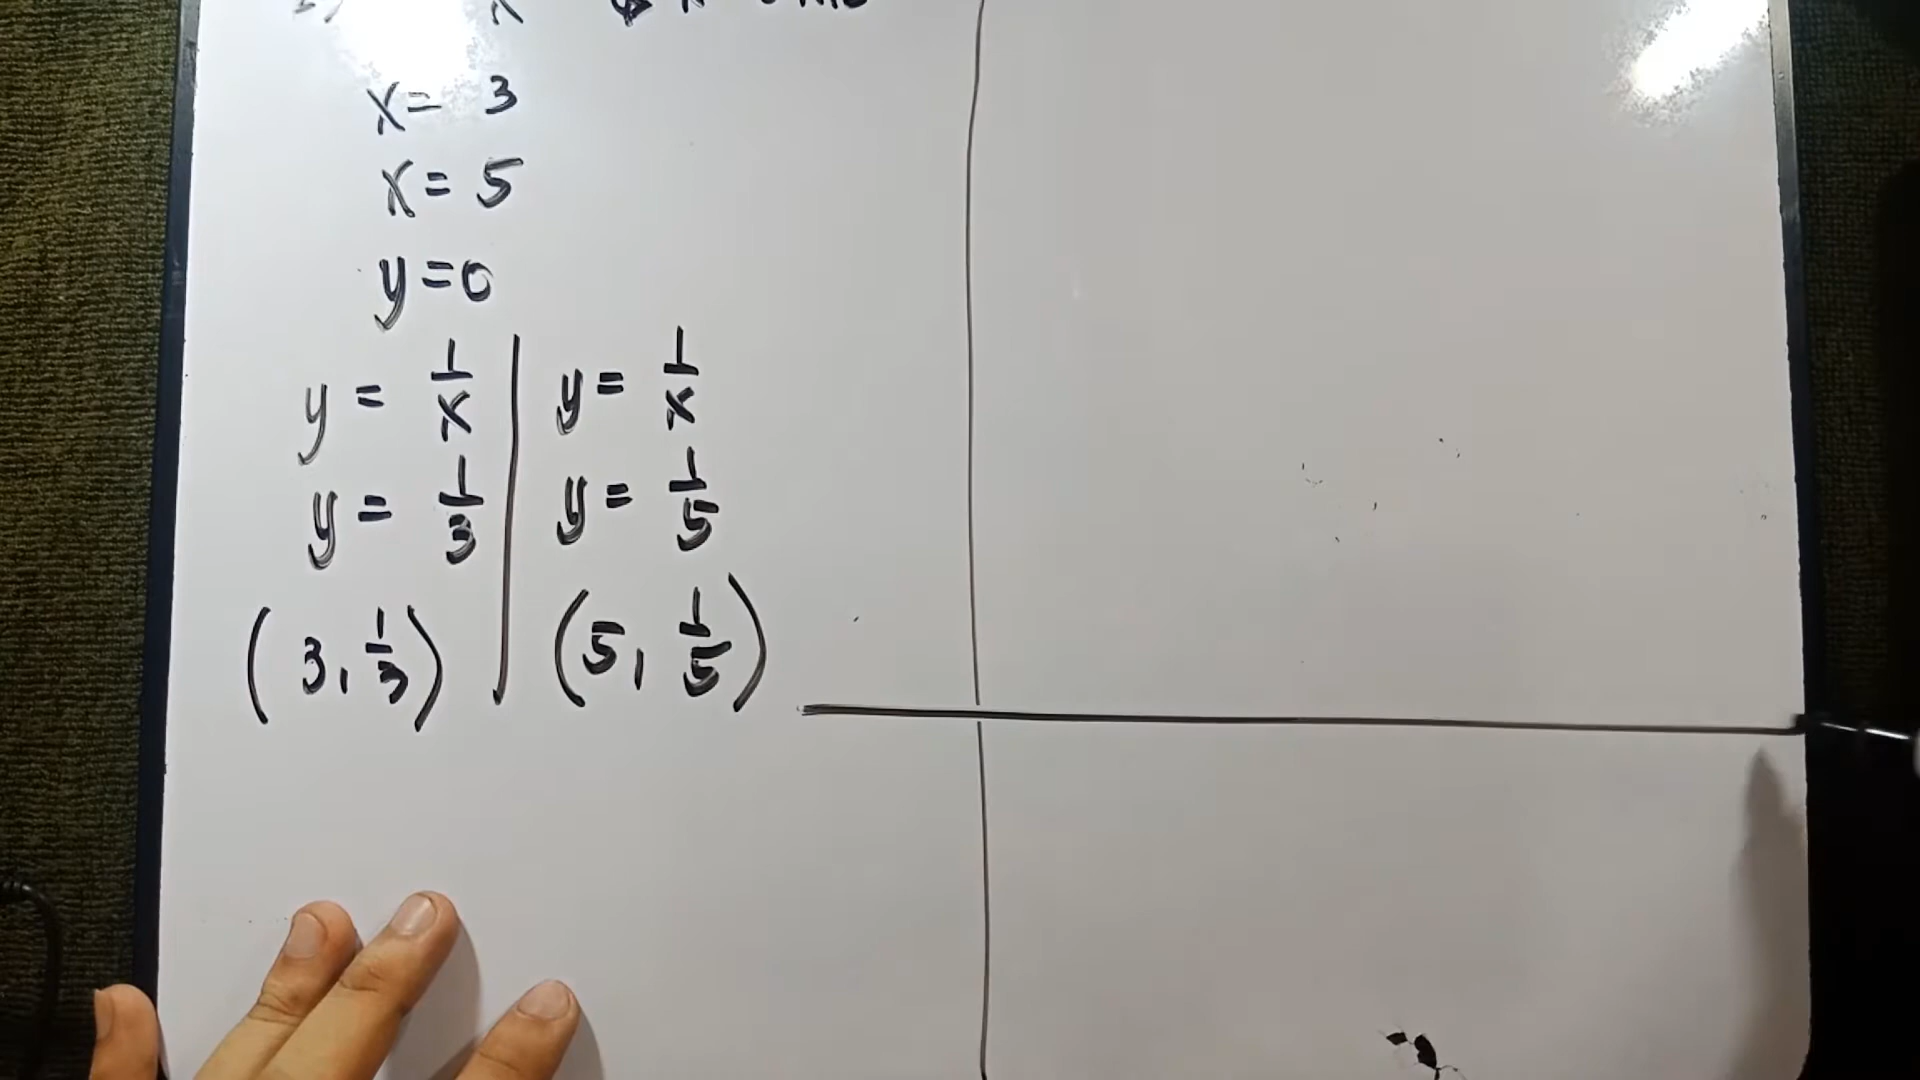 x = 3
x = 5
y = 0
y = 1/x | y = 1/x
y = 1/3 | y = 1/5
(3, 1/3) | (5, 1/5)